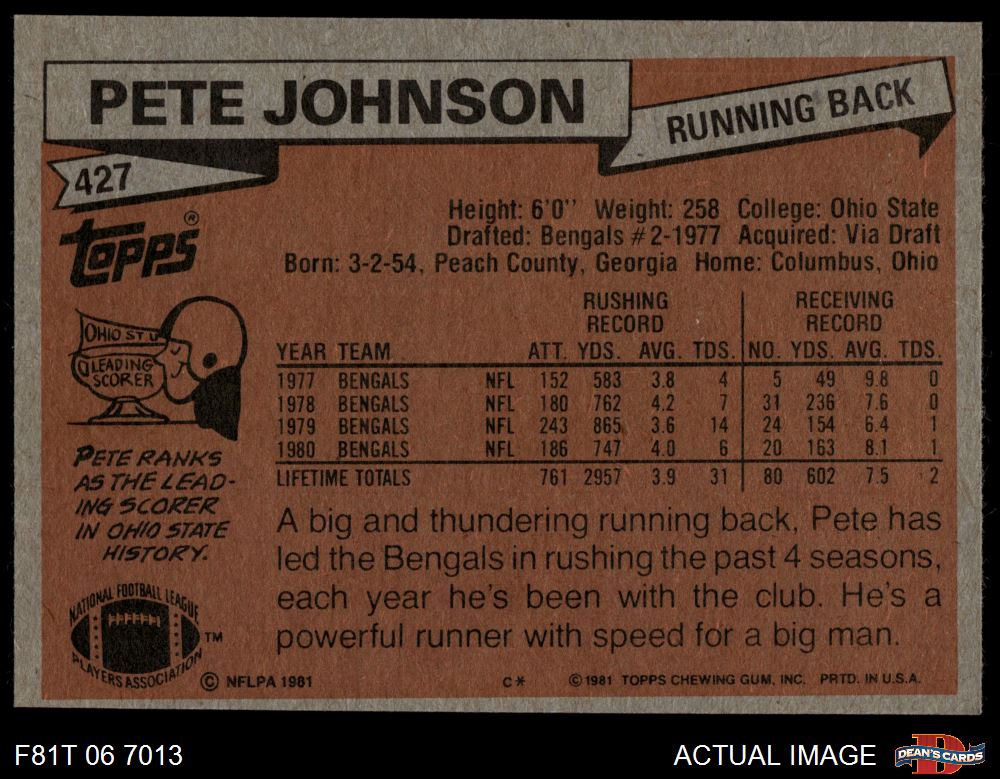 PETE JOHNSON
RUNNING BACK
427
TOPPS®
Height: 6'0" Weight: 258 College: Ohio State
Drafted: Bengals #2-1977 Acquired: Via Draft
Born: 3-2-54, Peach County, Georgia Home: Columbus, Ohio
RUSHING RECORD RECEIVING RECORD
YEAR TEAM ATT. YDS. AVG. TDS. NO. YDS. AVG. TDS.
1977 BENGALS NFL 152 583 3.8 4 5 49 9.8 0
1978 BENGALS NFL 180 762 4.2 7 31 236 7.6 0
1979 BENGALS NFL 243 865 3.6 14 24 154 6.4 1
1980 BENGALS NFL 186 747 4.0 6 20 163 8.1 1
LIFETIME TOTALS 761 2957 3.9 31 80 602 7.5 2
OHIO ST U
LEADING
SCORER
PETE RANKS
AS THE LEAD-
ING SCORER
IN OHIO STATE
HISTORY.
A big and thundering running back, Pete has
led the Bengals in rushing the past 4 seasons,
each year he's been with the club. He's a
powerful runner with speed for a big man.
NATIONAL FOOTBALL LEAGUE
PLAYERS ASSOCIATION
TM
© NFLPA 1981
C*
©1981 TOPPS CHEWING GUM, INC. PRTD. IN U.S.A.
F81T 06 7013
ACTUAL IMAGE
D
DEAN'S CARDS